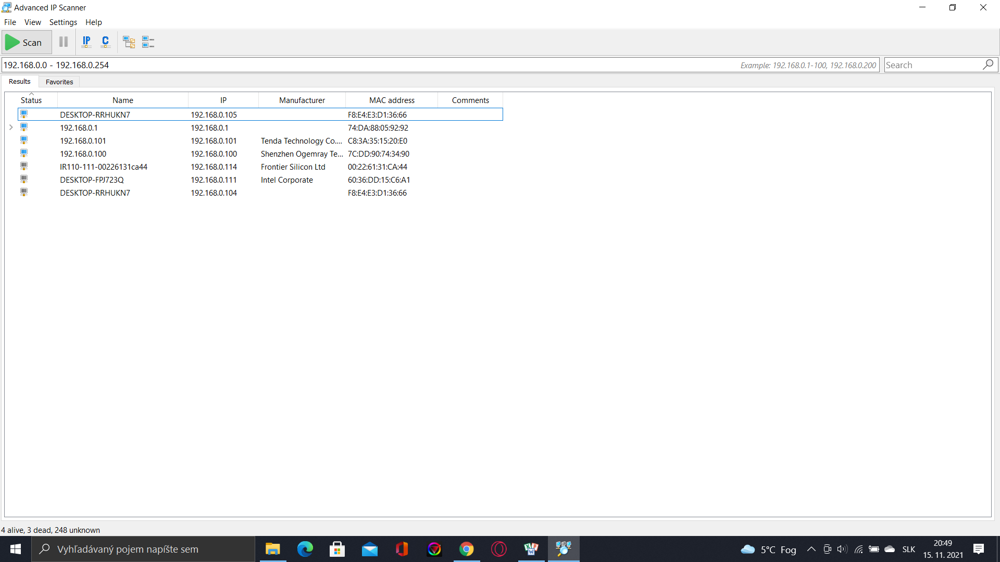 Advanced IP Scanner
File View Settings Help
Scan IP C
192.168.0.0 - 192.168.0.254 Example: 192.168.0.1-100, 192.168.0.200 Search
Results Favorites
Status Name IP Manufacturer MAC address Comments
DESKTOP-RRHUKN7 192.168.0.105 F8:E4:E3:D1:36:66
192.168.0.1 192.168.0.1 74:DA:88:05:92:92
192.168.0.101 192.168.0.101 Tenda Technology Co.... C8:3A:35:15:20:E0
192.168.0.100 192.168.0.100 Shenzhen Ogemray Te... 7C:DD:90:74:34:90
IR110-111-00226131ca44 192.168.0.114 Frontier Silicon Ltd 00:22:61:31:CA:44
DESKTOP-FPJ723Q 192.168.0.111 Intel Corporate 60:36:DD:15:C6:A1
DESKTOP-RRHUKN7 192.168.0.104 F8:E4:E3:D1:36:66
4 alive, 3 dead, 248 unknown
Vyhľadávaný pojem napíšte sem 5°C Fog SLK 20:49
15. 11. 2021